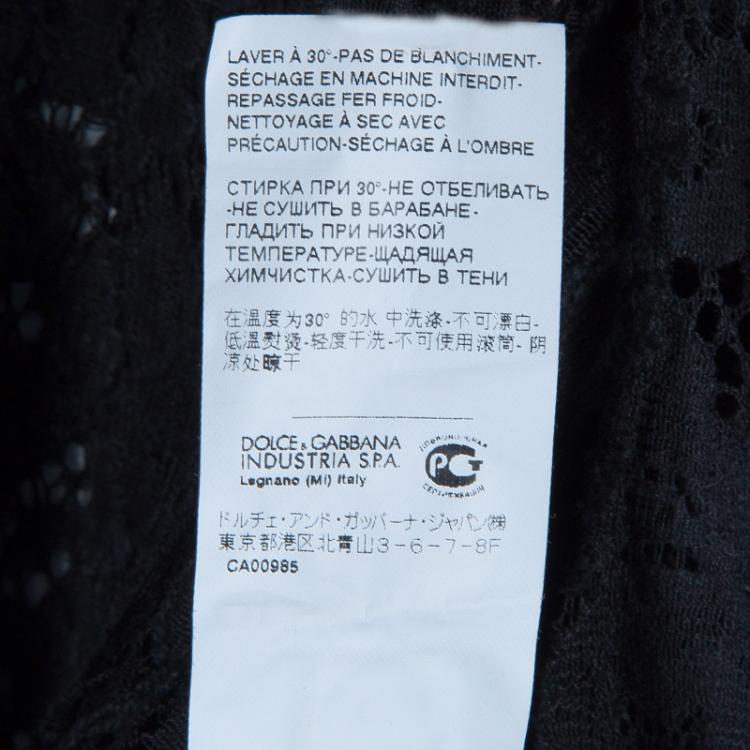 LAVER À 30°-PAS DE BLANCHIMENT-
SÉCHAGE EN MACHINE INTERDIT-
REPASSAGE FER FROID-
NETTOYAGE À SEC AVEC
PRÉCAUTION-SÉCHAGE À L'OMBRE
СТИРКА ПРИ 30°-НЕ ОТБЕЛИВАТЬ
-НЕ СУШИТЬ В БАРАБАНЕ-
ГЛАДИТЬ ПРИ НИЗКОЙ
ТЕМПЕРАТУРЕ-ЩАДЯЩАЯ
ХИМЧИСТКА-СУШИТЬ В ТЕНИ
在温度为30° 的水 中洗涤-不可漂白-
低温熨烫-轻度干洗-不可使用滚筒-阴
凉处晾干
DOLCE & GABBANA
INDUSTRIA S.P.A.
Legnano (MI) Italy
РСТ
ドルチェ・アンド・ガッバーナ・ジャパン㈱
東京都港区北青山3-6-7-8F
CA00985